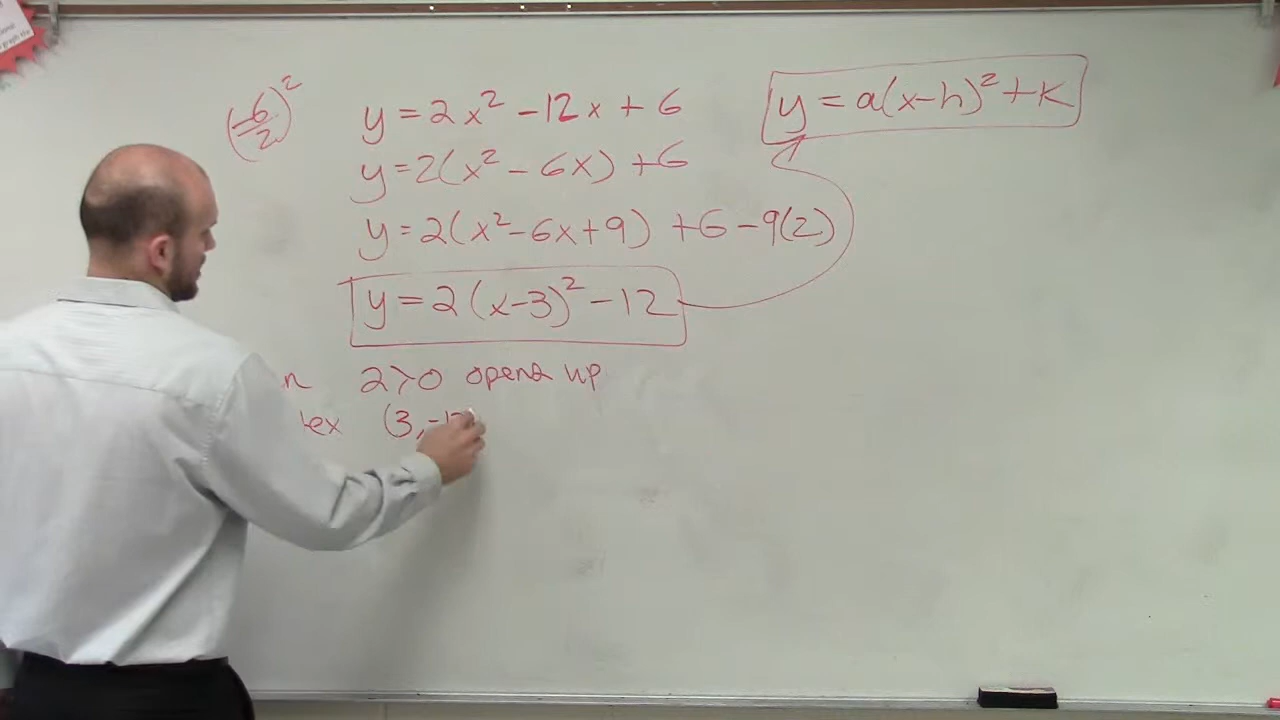 (-6/2)²
y = 2x² - 12x + 6
y = a(x-h)² + k
y = 2(x² - 6x) + 6
y = 2(x² - 6x + 9) + 6 - 9(2)
y = 2(x-3)² - 12
2 > 0 opens up
(3, -12